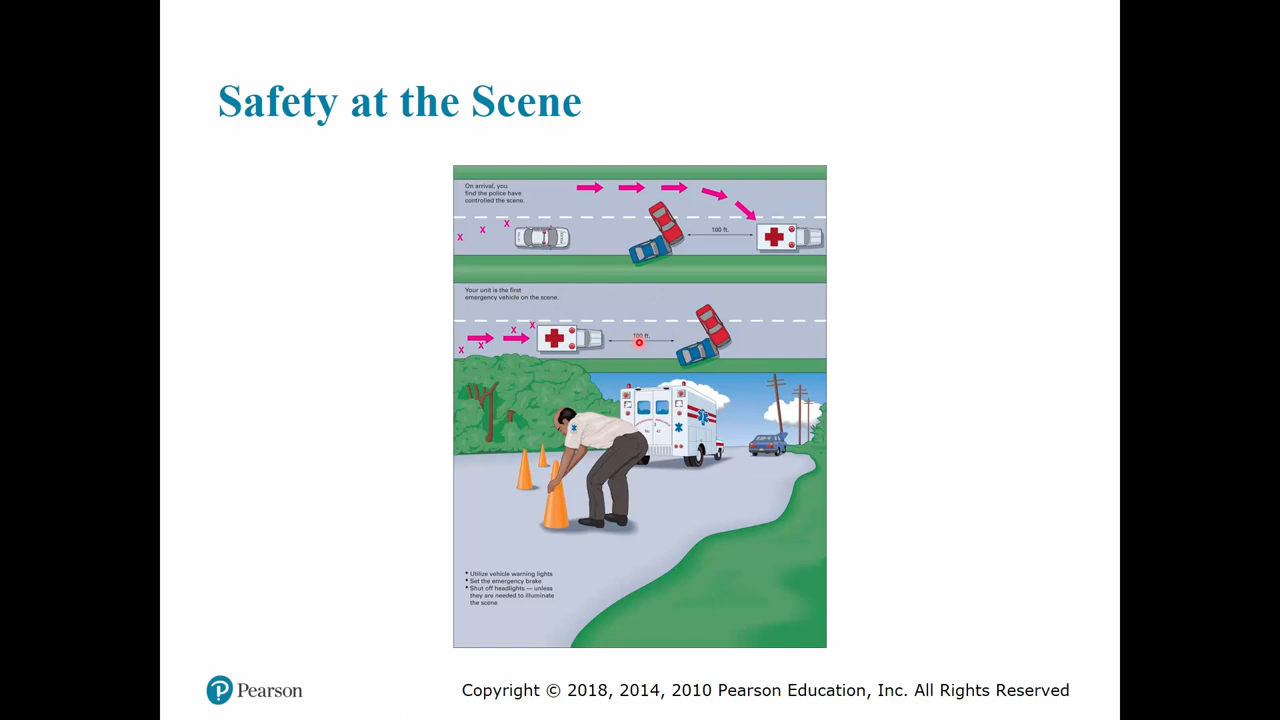 Safety at the Scene
On arrival, you
find the police have
controlled the scene.
X X X
100 ft.
Your unit is the first
emergency vehicle on the scene.
100 ft.
X X X X
• Utilize vehicle warning lights
• Set the emergency brake
• Shut off headlights — unless
they are needed to illuminate
the scene
Pearson
Copyright © 2018, 2014, 2010 Pearson Education, Inc. All Rights Reserved